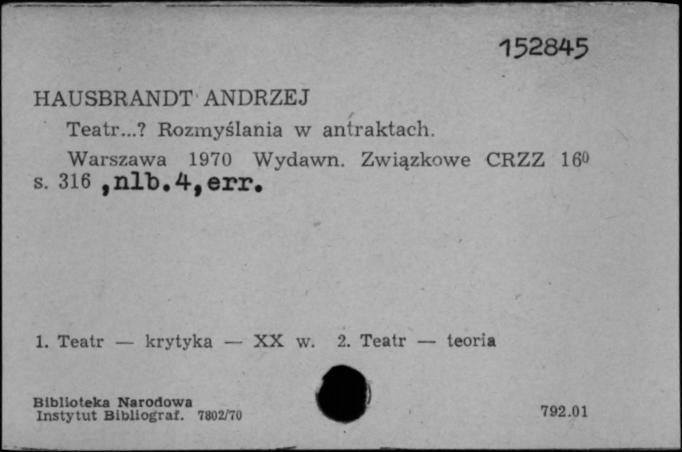 152845
HAUSBRANDT ANDRZEJ
Teatr...? Rozmyślania w antraktach.
Warszawa 1970 Wydawn. Związkowe CRZZ 16⁰
s. 316 ,nlb.4,err.
1. Teatr — krytyka — XX w. 2. Teatr — teoria
Biblioteka Narodowa
Instytut Bibliograf. 7802/70
792.01